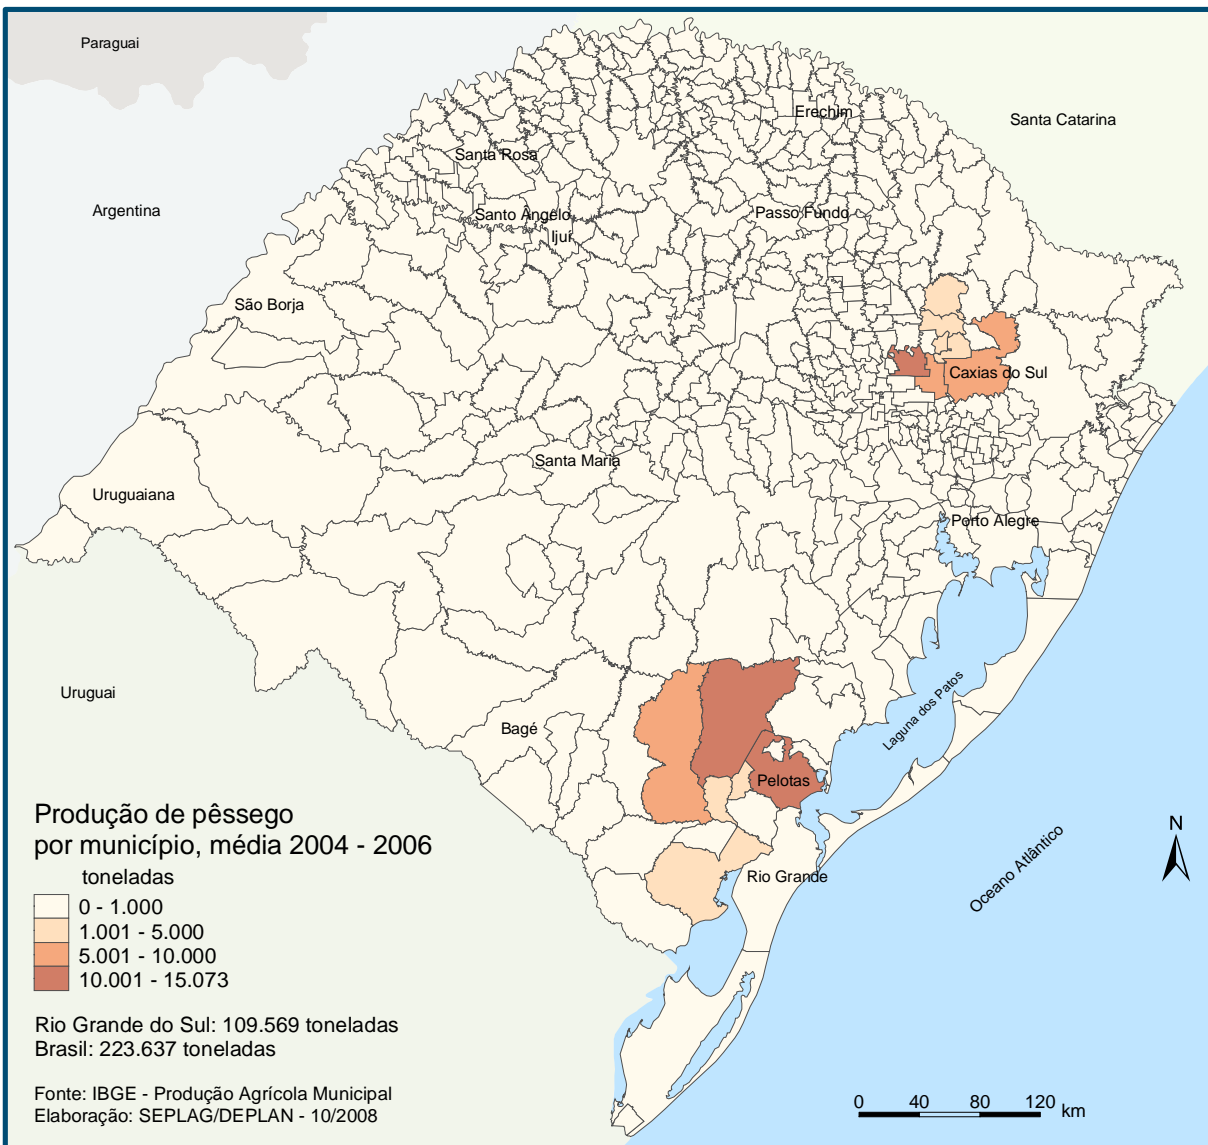 Paraguai
Santa Catarina
Erechim
Santa Rosa
Argentina
Santo Ângelo
Passo Fundo
Ijuí
São Borja
Caxias do Sul
Santa Maria
Uruguaiana
Porto Alegre
Uruguai
Laguna dos Patos
Bagé
Pelotas
Rio Grande
Oceano Atlântico
N
Produção de pêssego
por município, média 2004 - 2006
toneladas
0 - 1.000
1.001 - 5.000
5.001 - 10.000
10.001 - 15.073
Rio Grande do Sul: 109.569 toneladas
Brasil: 223.637 toneladas
Fonte: IBGE - Produção Agrícola Municipal
Elaboração: SEPLAG/DEPLAN - 10/2008
0 40 80 120 km